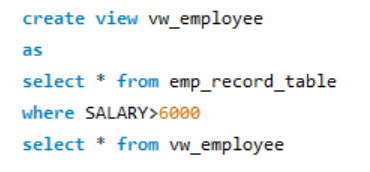 create view vw_employee
as
select * from emp_record_table
where SALARY>6000
select * from vw_employee